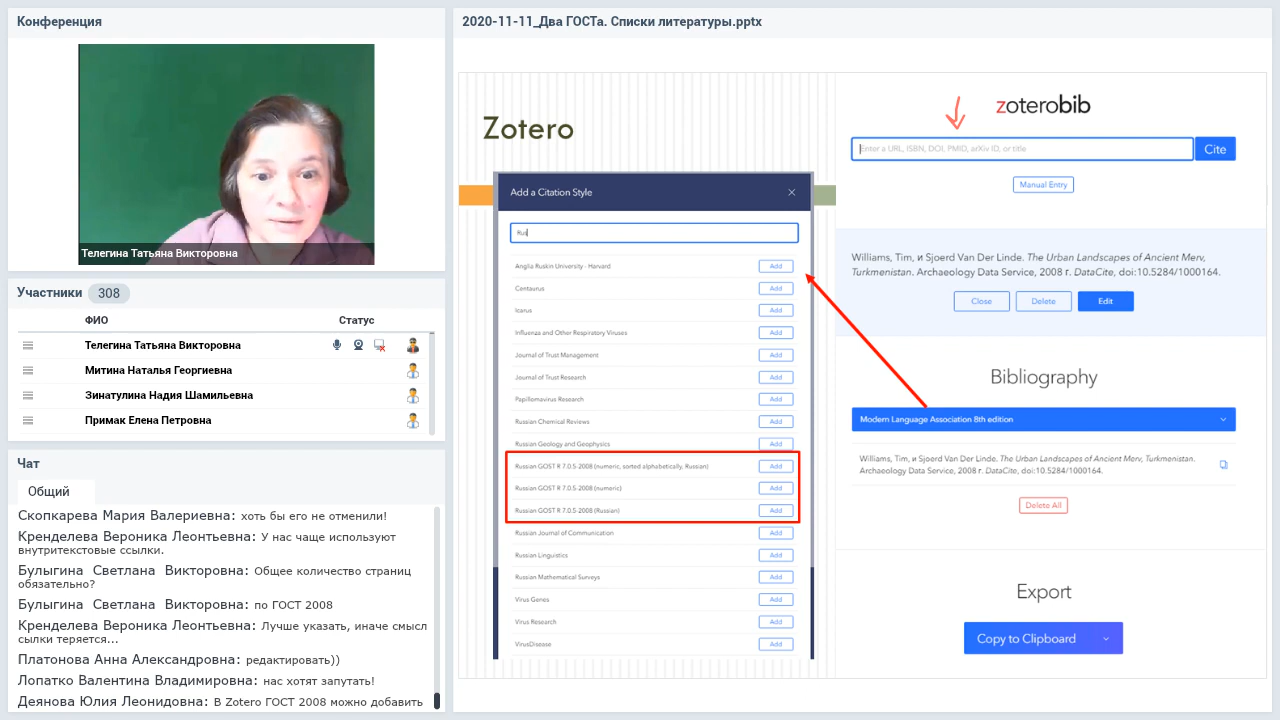 Конференция
Телегина Татьяна Викторовна
Участники 308
ФИО Статус
Телегина Татьяна Викторовна
Митина Наталья Георгиевна
Зинатулина Надия Шамильевна
Примак Елена Петровна
Чат
Общий
Скопкарева Мария Валериевна: хоть бы его не отменили!
Кренделева Вероника Леонтьевна: У нас чаще используют
внутритекстовые ссылки.
Булыгина Светлана Викторовна: Общее количество страниц
обязательно?
Булыгина Светлана Викторовна: по ГОСТ 2008
Кренделева Вероника Леонтьевна: Лучше указать, иначе смысл
сылки теряется...
Платонова Анна Александровна: редактировать))
Лопатко Валентина Владимировна: нас хотят запутать!
Деянова Юлия Леонидовна: В Zotero ГОСТ 2008 можно добавить
2020-11-11_Два ГОСТа. Списки литературы.pptx
Zotero
Add a Citation Style
Rus
Anglia Ruskin University - Harvard Add
Centaurus Add
Icarus Add
Influenza and Other Respiratory Viruses Add
Journal of Trust Management Add
Journal of Trust Research Add
Papillomavirus Research Add
Russian Chemical Reviews Add
Russian Geology and Geophysics Add
Russian GOST R 7.0.5-2008 (numeric, sorted alphabetically, Russian) Add
Russian GOST R 7.0.5-2008 (numeric) Add
Russian GOST R 7.0.5-2008 (Russian) Add
Russian Journal of Communication Add
Russian Linguistics Add
Russian Mathematical Surveys Add
Virus Genes Add
Virus Research Add
VirusDisease Add
zoterobib
Enter a URL, ISBN, DOI, PMID, arXiv ID, or title Cite
Manual Entry
Williams, Tim, и Sjoerd Van Der Linde. The Urban Landscapes of Ancient Merv,
Turkmenistan. Archaeology Data Service, 2008 г. DataCite, doi:10.5284/1000164.
Close Delete Edit
Bibliography
Modern Language Association 8th edition
Williams, Tim, и Sjoerd Van Der Linde. The Urban Landscapes of Ancient Merv, Turkmenistan.
Archaeology Data Service, 2008 г. DataCite, doi:10.5284/1000164.
Delete All
Export
Copy to Clipboard